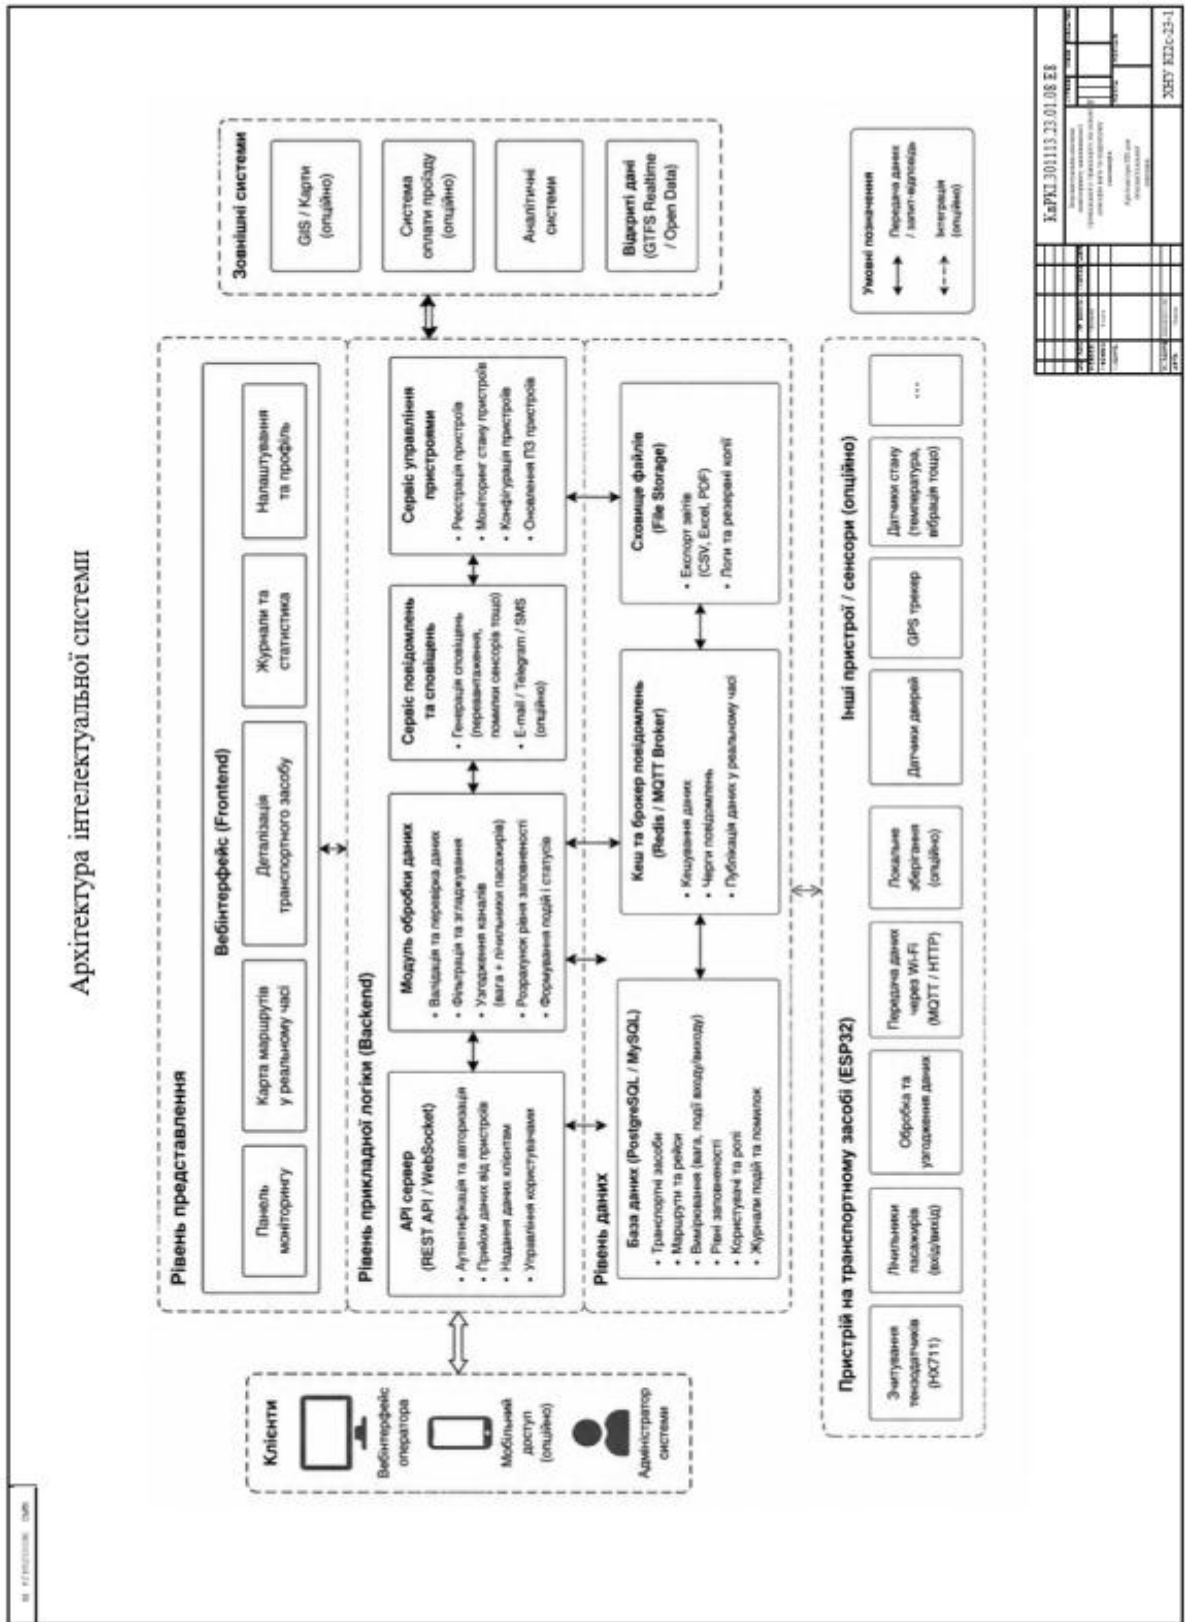 Архітектура інтелектуальної системи
Клієнти
Вебінтерфейс
оператора
Мобільний
доступ
(опційно)
Адміністратор
системи
Рівень представлення
Вебінтерфейс (Frontend)
Панель
моніторингу
Карта маршрутів
у реальному часі
Деталізація
транспортного засобу
Журнали та
статистика
Налаштування
та профіль
Рівень прикладної логіки (Backend)
API сервер
(REST API / WebSocket)
• Аутентифікація та авторизація
• Прийом даних від пристроїв
• Надання даних клієнтам
• Управління користувачами
Модуль обробки даних
• Валідація та перевірка даних
• Фільтрація та згладжування
• Узгодження каналів
(вага + лічильники пасажирів)
• Розрахунок рівня заповненості
• Формування подій і статусів
Сервіс повідомлень
та сповіщень
• Генерація сповіщень
(перевантаження,
помилки сенсорів тощо)
• E-mail / Telegram / SMS
(опційно)
Сервіс управління
пристроями
• Реєстрація пристроїв
• Моніторинг стану пристроїв
• Конфігурація пристроїв
• Оновлення ПЗ пристроїв
Рівень даних
База даних (PostgreSQL / MySQL)
• Транспортні засоби
• Маршрути та рейси
• Вимірювання (вага, події входу/виходу)
• Рівні заповненості
• Користувачі та ролі
• Журнали подій та помилок
Кеш та брокер повідомлень
(Redis / MQTT Broker)
• Кешування даних
• Черги повідомлень
• Публікація даних у реальному часі
Сховище файлів
(File Storage)
• Експорт звітів
(CSV, Excel, PDF)
• Логи та резервні копії
Зовнішні системи
GIS / Карти
(опційно)
Система
оплати проїзду
(опційно)
Аналітичні
системи
Відкриті дані
(GTFS Realtime
/ Open Data)
Пристрій на транспортному засобі (ESP32)
Зчитування
тензодатчиків
(HX711)
Лічильники
пасажирів
(вхід/вихід)
Обробка та
узгодження даних
Передача даних
через Wi-Fi
(MQTT / HTTP)
Локальне
зберігання
(опційно)
Інші пристрої / сенсори (опційно)
Датчики дверей
GPS трекер
Датчики стану
(температура,
вібрація тощо)
...
Умовні позначення
Передача даних
/ запит-відповідь
Інтеграція
(опційно)
КвРКІ.301113.23.01.08 Е8
ХНУ КІ2с-23-1